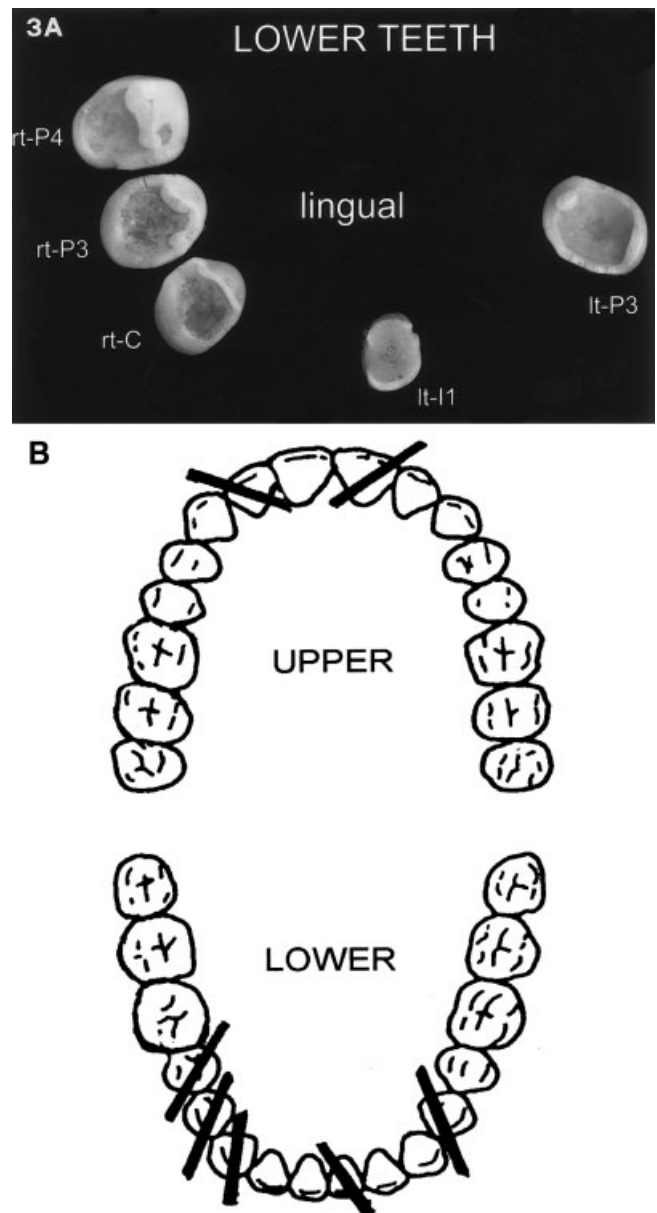 3A
LOWER TEETH
rt-P4
lingual
rt-P3
lt-P3
rt-C
lt-I1
B
UPPER
LOWER